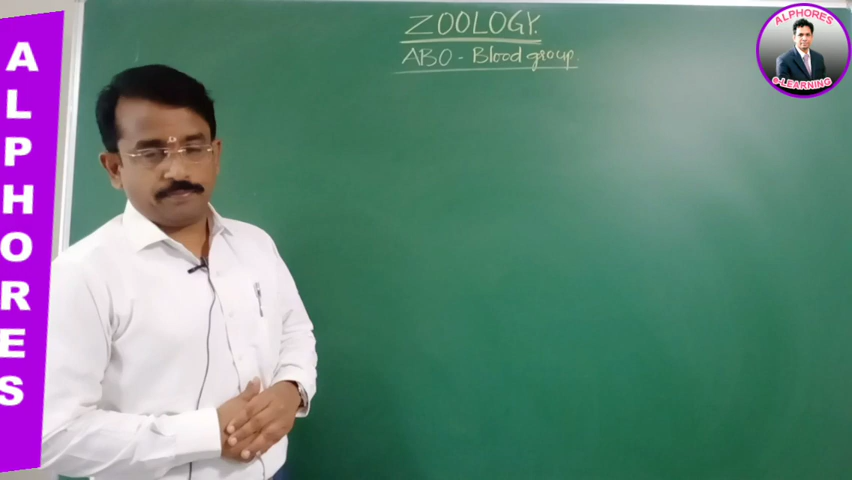 ZOOLOGY.
ABO - Blood group.
ALPHORES
ALPHORES
e-LEARNING